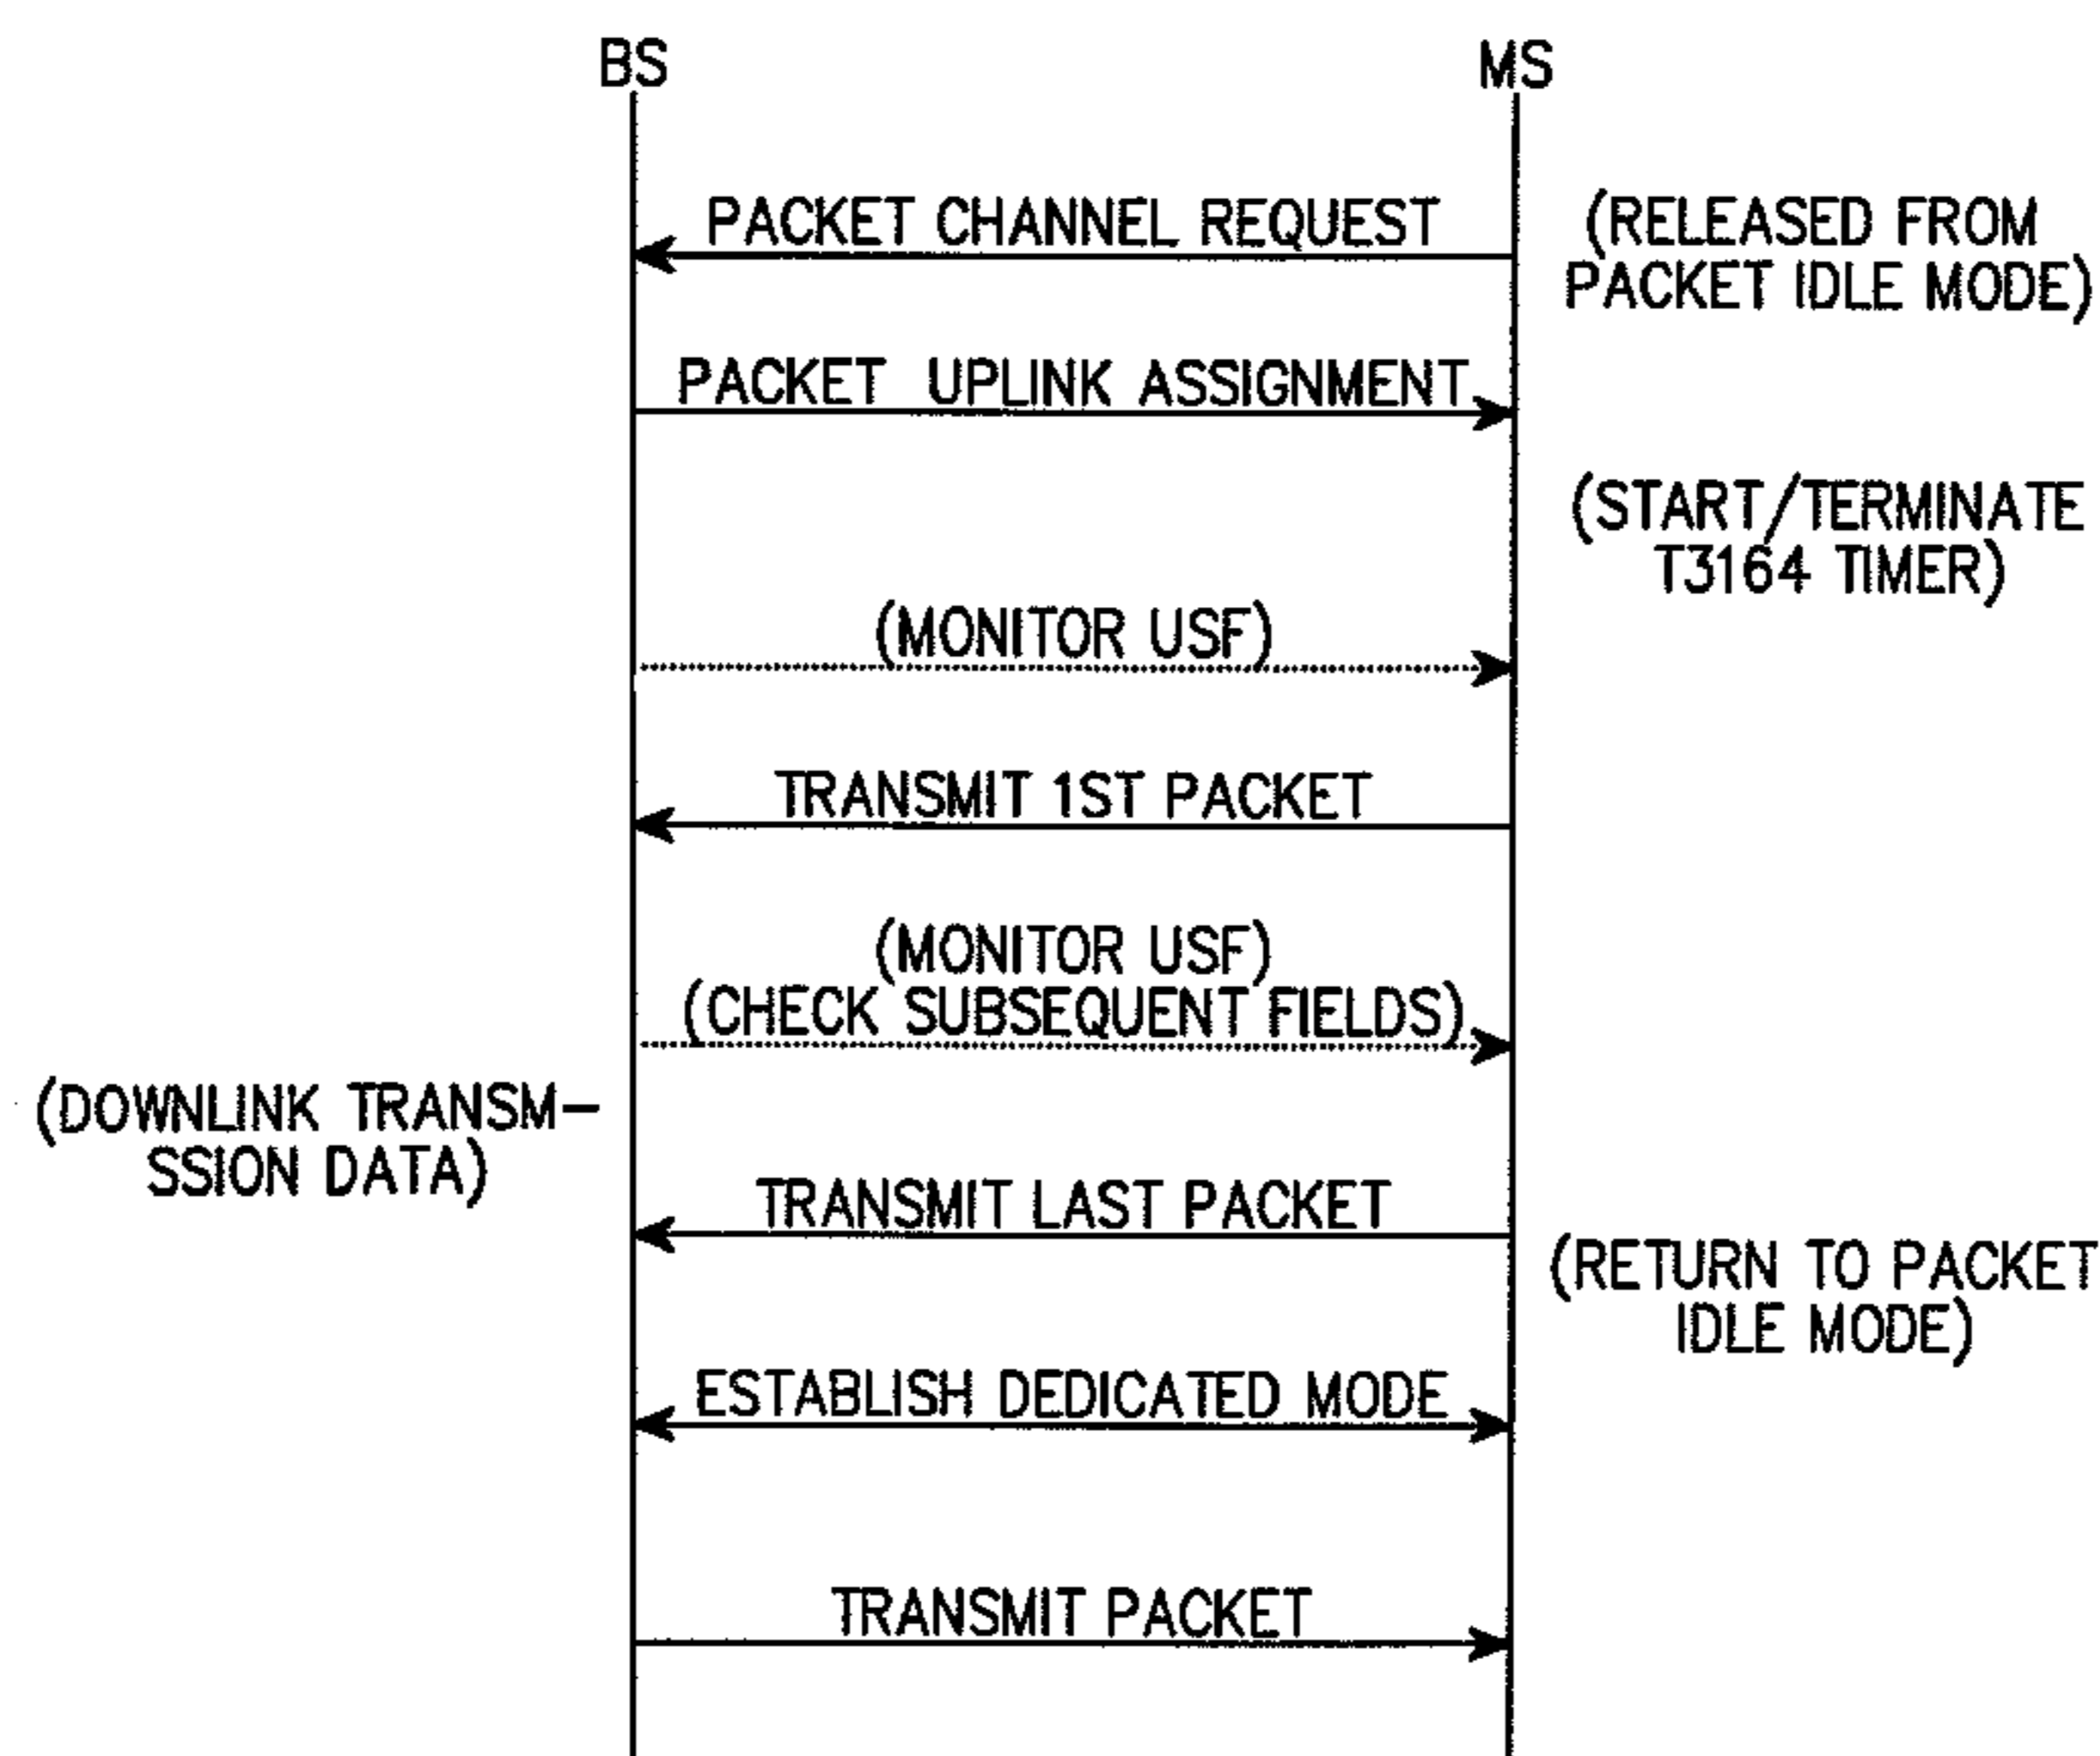 BS
MS
PACKET CHANNEL REQUEST
(RELEASED FROM
PACKET IDLE MODE)
PACKET UPLINK ASSIGNMENT
(START/TERMINATE
T3164 TIMER)
(MONITOR USF)
TRANSMIT 1ST PACKET
(MONITOR USF)
(CHECK SUBSEQUENT FIELDS)
(DOWNLINK TRANSM-
SSION DATA)
TRANSMIT LAST PACKET
(RETURN TO PACKET
IDLE MODE)
ESTABLISH DEDICATED MODE
TRANSMIT PACKET